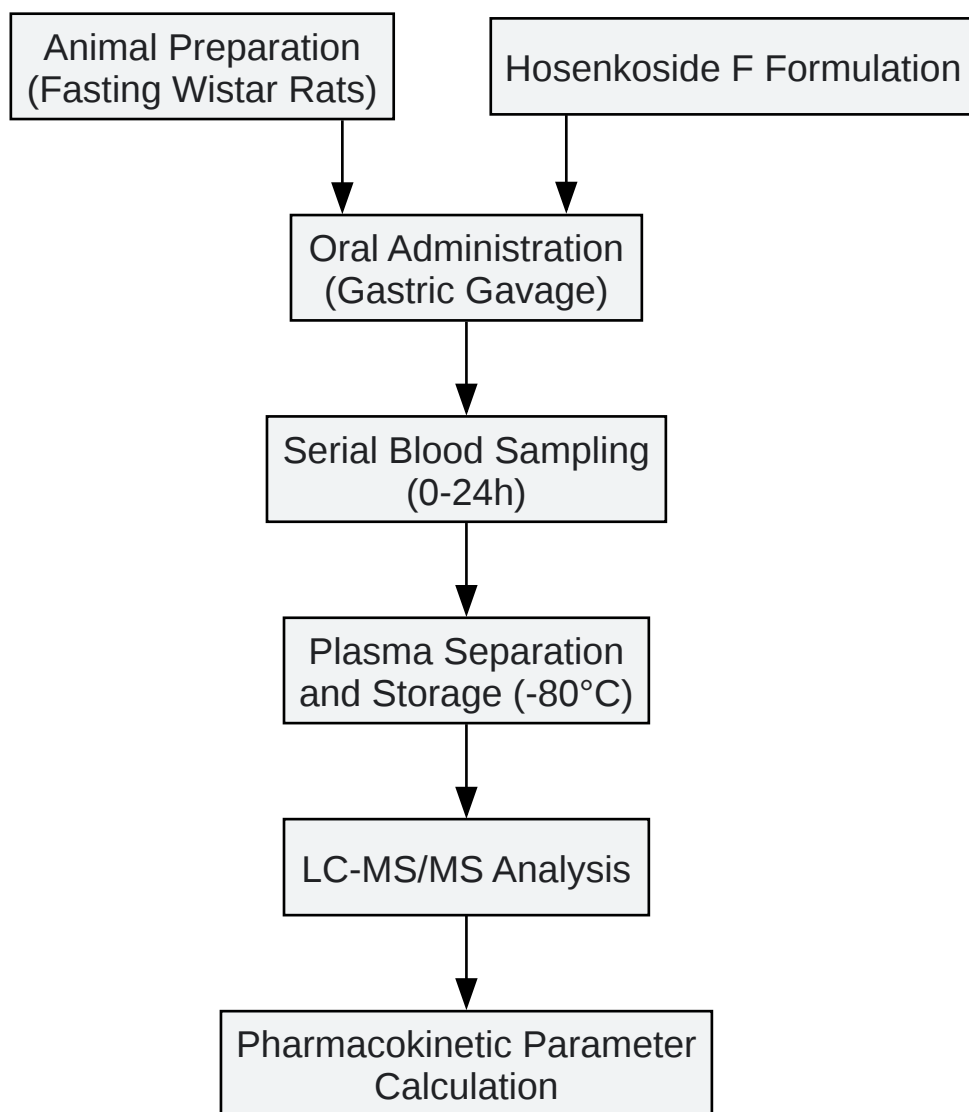 Animal Preparation
(Fasting Wistar Rats)
Hosenkoside F Formulation
Oral Administration
(Gastric Gavage)
Serial Blood Sampling
(0-24h)
Plasma Separation
and Storage (-80°C)
LC-MS/MS Analysis
Pharmacokinetic Parameter
Calculation